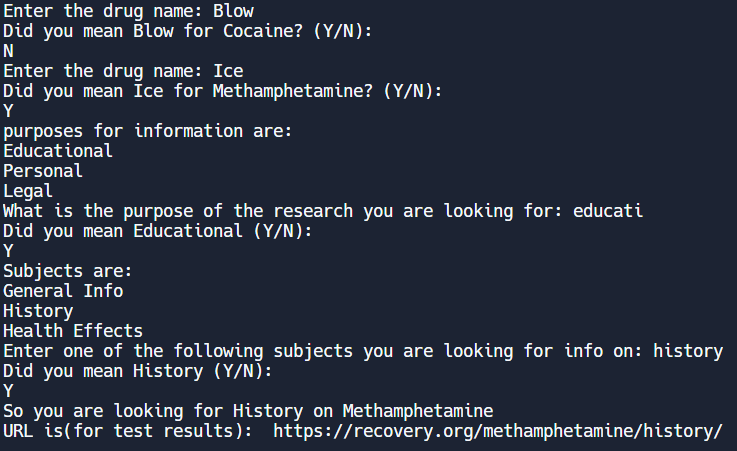 Enter the drug name: Blow
Did you mean Blow for Cocaine? (Y/N):
N
Enter the drug name: Ice
Did you mean Ice for Methamphetamine? (Y/N):
Y
purposes for information are:
Educational
Personal
Legal
What is the purpose of the research you are looking for: educati
Did you mean Educational (Y/N):
Y
Subjects are:
General Info
History
Health Effects
Enter one of the following subjects you are looking for info on: history
Did you mean History (Y/N):
Y
So you are looking for History on Methamphetamine
URL is(for test results):  https://recovery.org/methamphetamine/history/